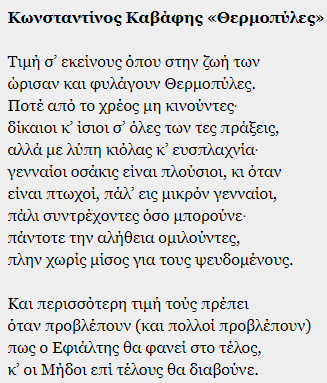 Κωνσταντίνος Καβάφης «Θερμοπύλες»
Τιμή σ’ εκείνους όπου στην ζωή των
ώρισαν και φυλάγουν Θερμοπύλες.
Ποτέ από το χρέος μη κινούντες·
δίκαιοι κ’ ίσιοι σ’ όλες των τες πράξεις,
αλλά με λύπη κιόλας κ’ ευσπλαχνία·
γενναίοι οσάκις είναι πλούσιοι, κι όταν
είναι πτωχοί, πάλ’ εις μικρόν γενναίοι,
πάλι συντρέχοντες όσο μπορούνε·
πάντοτε την αλήθεια ομιλούντες,
πλην χωρίς μίσος για τους ψευδομένους.
Και περισσότερη τιμή τούς πρέπει
όταν προβλέπουν (και πολλοί προβλέπουν)
πως ο Εφιάλτης θα φανεί στο τέλος,
κ’ οι Μήδοι επί τέλους θα διαβούνε.